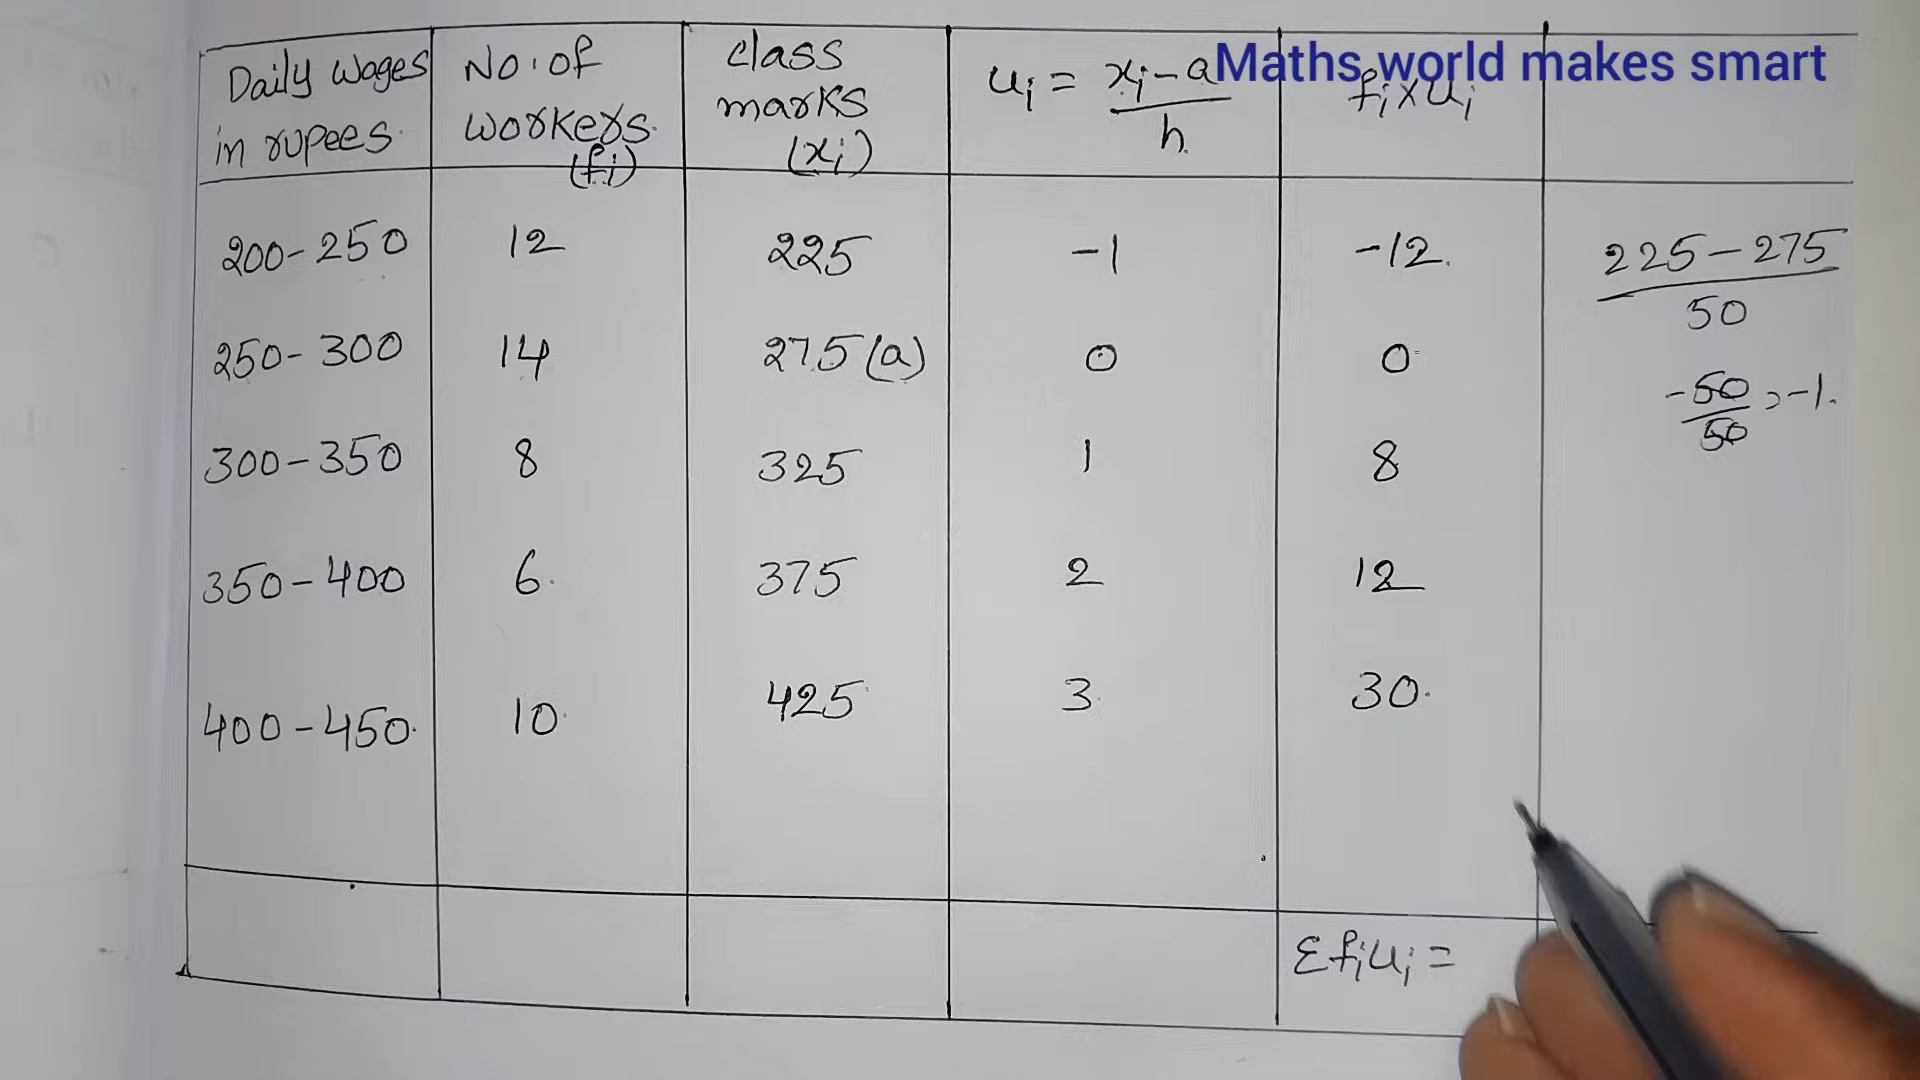 Maths world makes smart
Daily wages in rupees. No. of workers. (fi) class marks (xi) ui = xi - a / h. fi x ui
200-250 12 225 -1 -12. 225-275 / 50
250-300 14 275 (a) 0 0 -50/50 = -1.
300-350 8 325 1 8
350-400 6. 375 2 12
400-450. 10. 425 3. 30.
Σfiui =